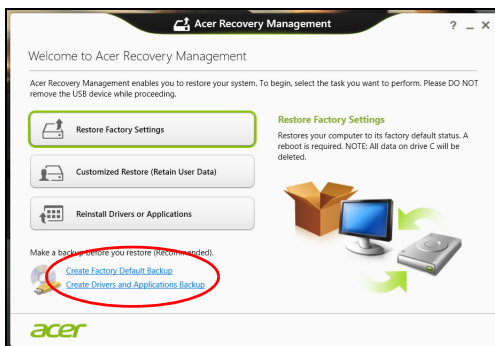 Acer Recovery Management
? _ ×
Welcome to Acer Recovery Management
Acer Recovery Management enables you to restore your system. To begin, select the task you want to perform. Please DO NOT
remove the USB device while proceeding.
Restore Factory Settings
Customized Restore (Retain User Data)
Reinstall Drivers or Applications
Restore Factory Settings
Restores your computer to its factory default status. A
reboot is required. NOTE: All data on drive C will be
deleted.
Make a backup before you restore (Recommended).
Create Factory Default Backup
Create Drivers and Applications Backup
acer